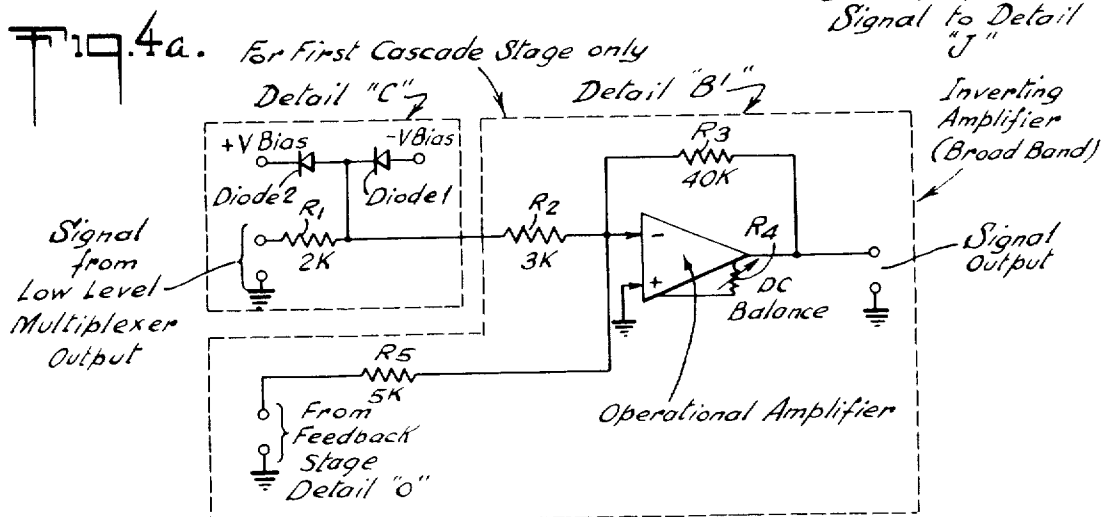 Signal to Detail
"J"
Fig. 4a.
For First Cascade Stage only
Detail "C"
Detail "B"
Inverting
Amplifier
(Broad Band)
+V Bias
-V Bias
Diode 2
Diode 1
R3
40K
R1
2K
R2
3K
Signal
from
Low Level
Multiplexer
Output
-
+
R4
DC
Balance
Signal
Output
R5
5K
From
Feedback
Stage
Detail "O"
Operational Amplifier